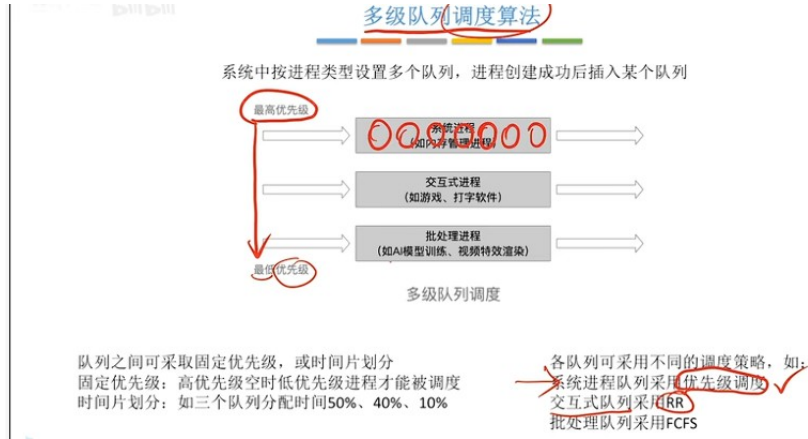 多级队列调度算法
系统中按进程类型设置多个队列，进程创建成功后插入某个队列
最高优先级
系统进程
(如内存管理进程)
交互式进程
(如游戏、打字软件)
批处理进程
(如AI模型训练、视频特效渲染)
最低优先级
多级队列调度
队列之间可采取固定优先级，或时间片划分
固定优先级：高优先级空时低优先级进程才能被调度
时间片划分：如三个队列分配时间50%、40%、10%
各队列可采用不同的调度策略，如：
系统进程队列采用优先级调度
交互式队列采用RR
批处理队列采用FCFS